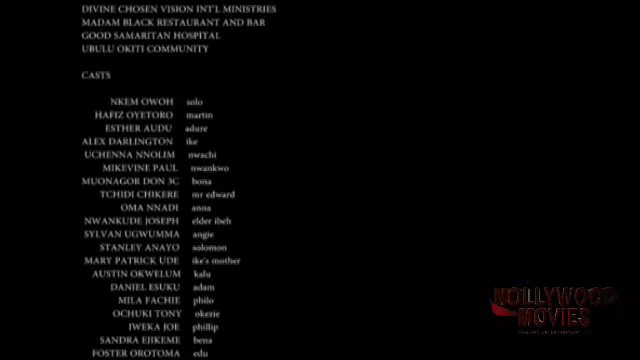 DIVINE CHOSEN VISION INT'L MINISTRIES
MADAM BLACK RESTAURANT AND BAR
GOOD SAMARITAN HOSPITAL
UBULU OKITI COMMUNITY
CASTS
NKEM OWOH solo
HAFIZ OYETORO martin
ESTHER AUDU adure
ALEX DARLINGTON ike
UCHENNA NNOLIM nwachi
MIKEVINE PAUL nwankwo
MUONAGOR DON 3C bona
TCHIDI CHIKERE mr edward
OMA NNADI anna
NWANKUDE JOSEPH elder ibeh
SYLVAN UGWUMMA angie
STANLEY ANAYO solomon
MARY PATRICK UDE ike's mother
AUSTIN OKWELUM kalu
DANIEL ESUKU adam
MILA FACHIE philo
OCHUKI TONY okezie
IWEKA JOE phillip
SANDRA EJIKEME bena
FOSTER OROTOMA edu
NOLLYWOOD
MOVIES